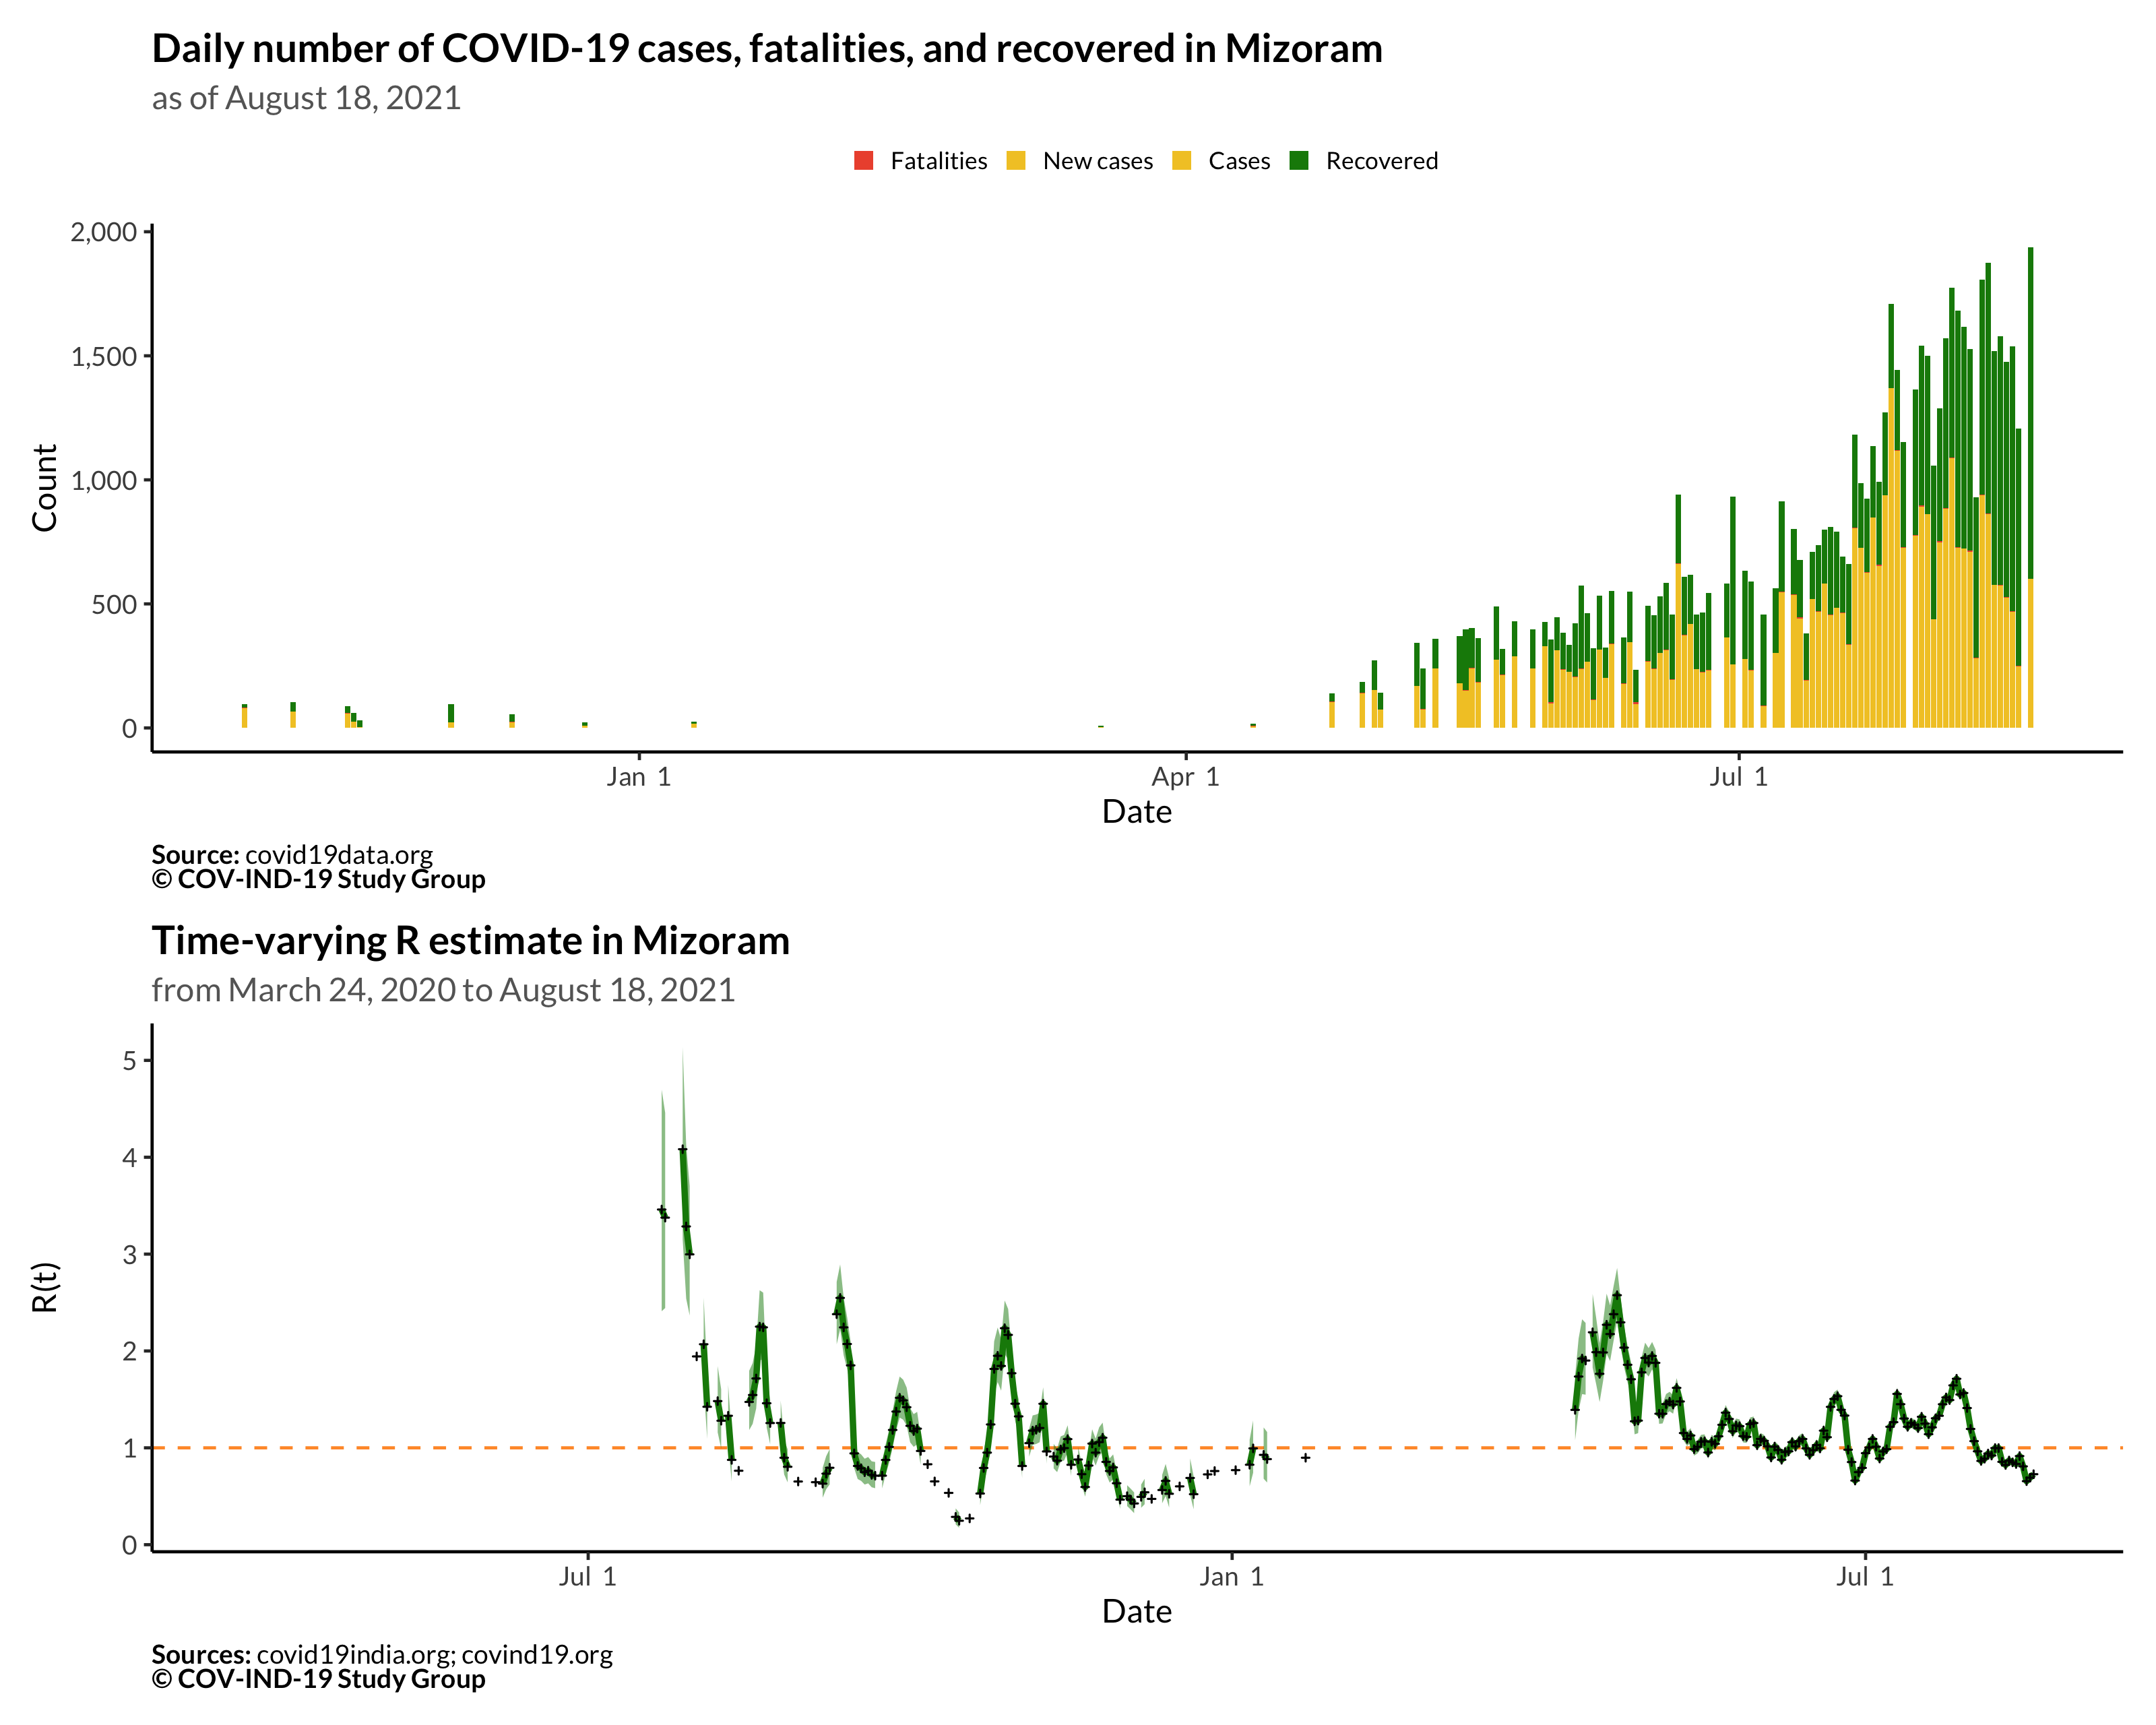 Daily number of COVID-19 cases, fatalities, and recovered in Mizoram
as of August 18, 2021
Fatalities New cases Cases Recovered
2,000
1,500
1,000
500
0
Count
Jan 1 Apr 1 Jul 1
Date
Source: covid19data.org
© COV-IND-19 Study Group
Time-varying R estimate in Mizoram
from March 24, 2020 to August 18, 2021
5
4
3
2
1
0
R(t)
Jul 1 Jan 1 Jul 1
Date
Sources: covid19india.org; covind19.org
© COV-IND-19 Study Group